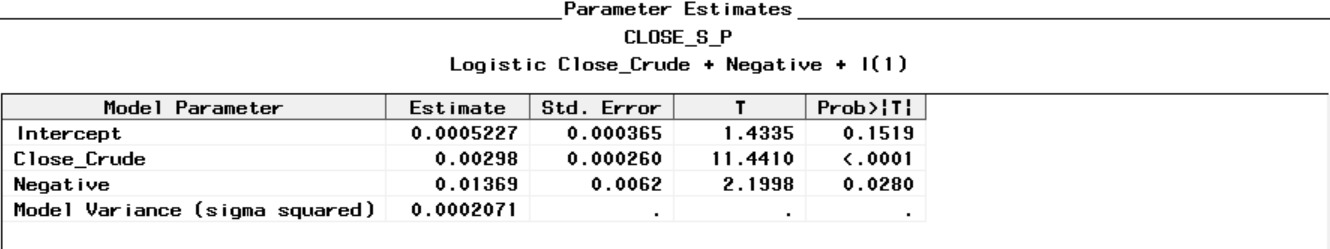 Parameter Estimates
CLOSE_S_P
Logistic Close_Crude + Negative + I(1)
Model Parameter Estimate Std. Error T Prob>|T|
Intercept 0.0005227 0.000365 1.4335 0.1519
Close_Crude 0.00298 0.000260 11.4410 <.0001
Negative 0.01369 0.0062 2.1998 0.0280
Model Variance (sigma squared) 0.0002071 . . .